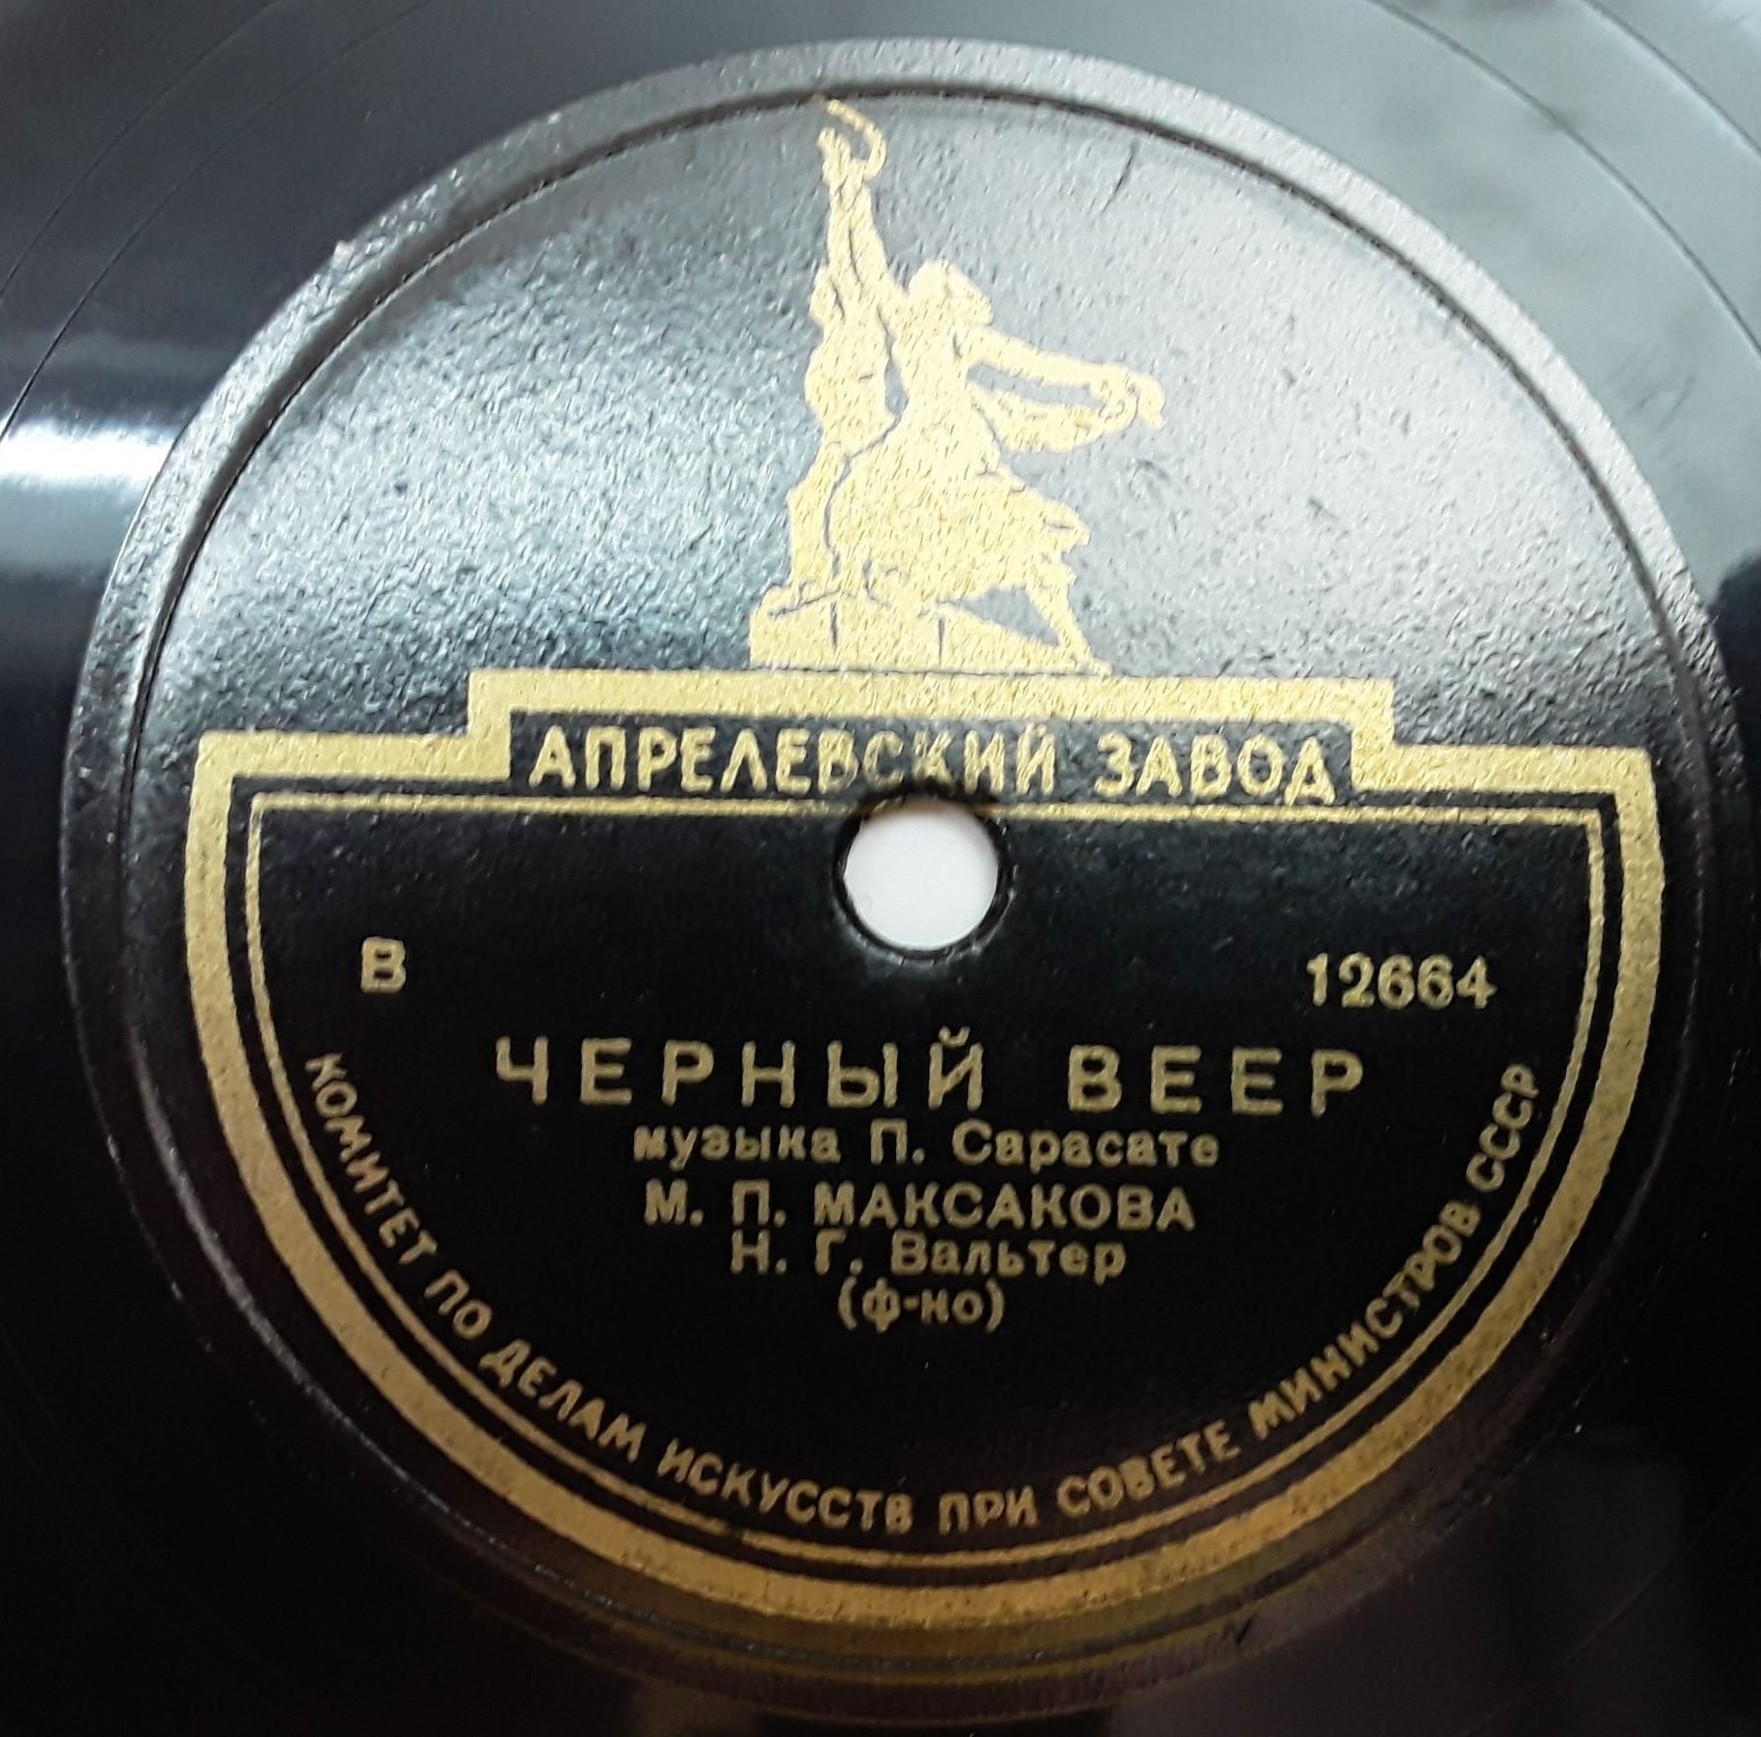 АПРЕЛЕВСКИЙ ЗАВОД
В 12664
ЧЕРНЫЙ ВЕЕР
музыка П. Сарасате
М. П. МАКСАКОВА
Н. Г. Вальтер
(ф-но)
КОМИТЕТ ПО ДЕЛАМ ИСКУССТВ ПРИ СОВЕТЕ МИНИСТРОВ СССР